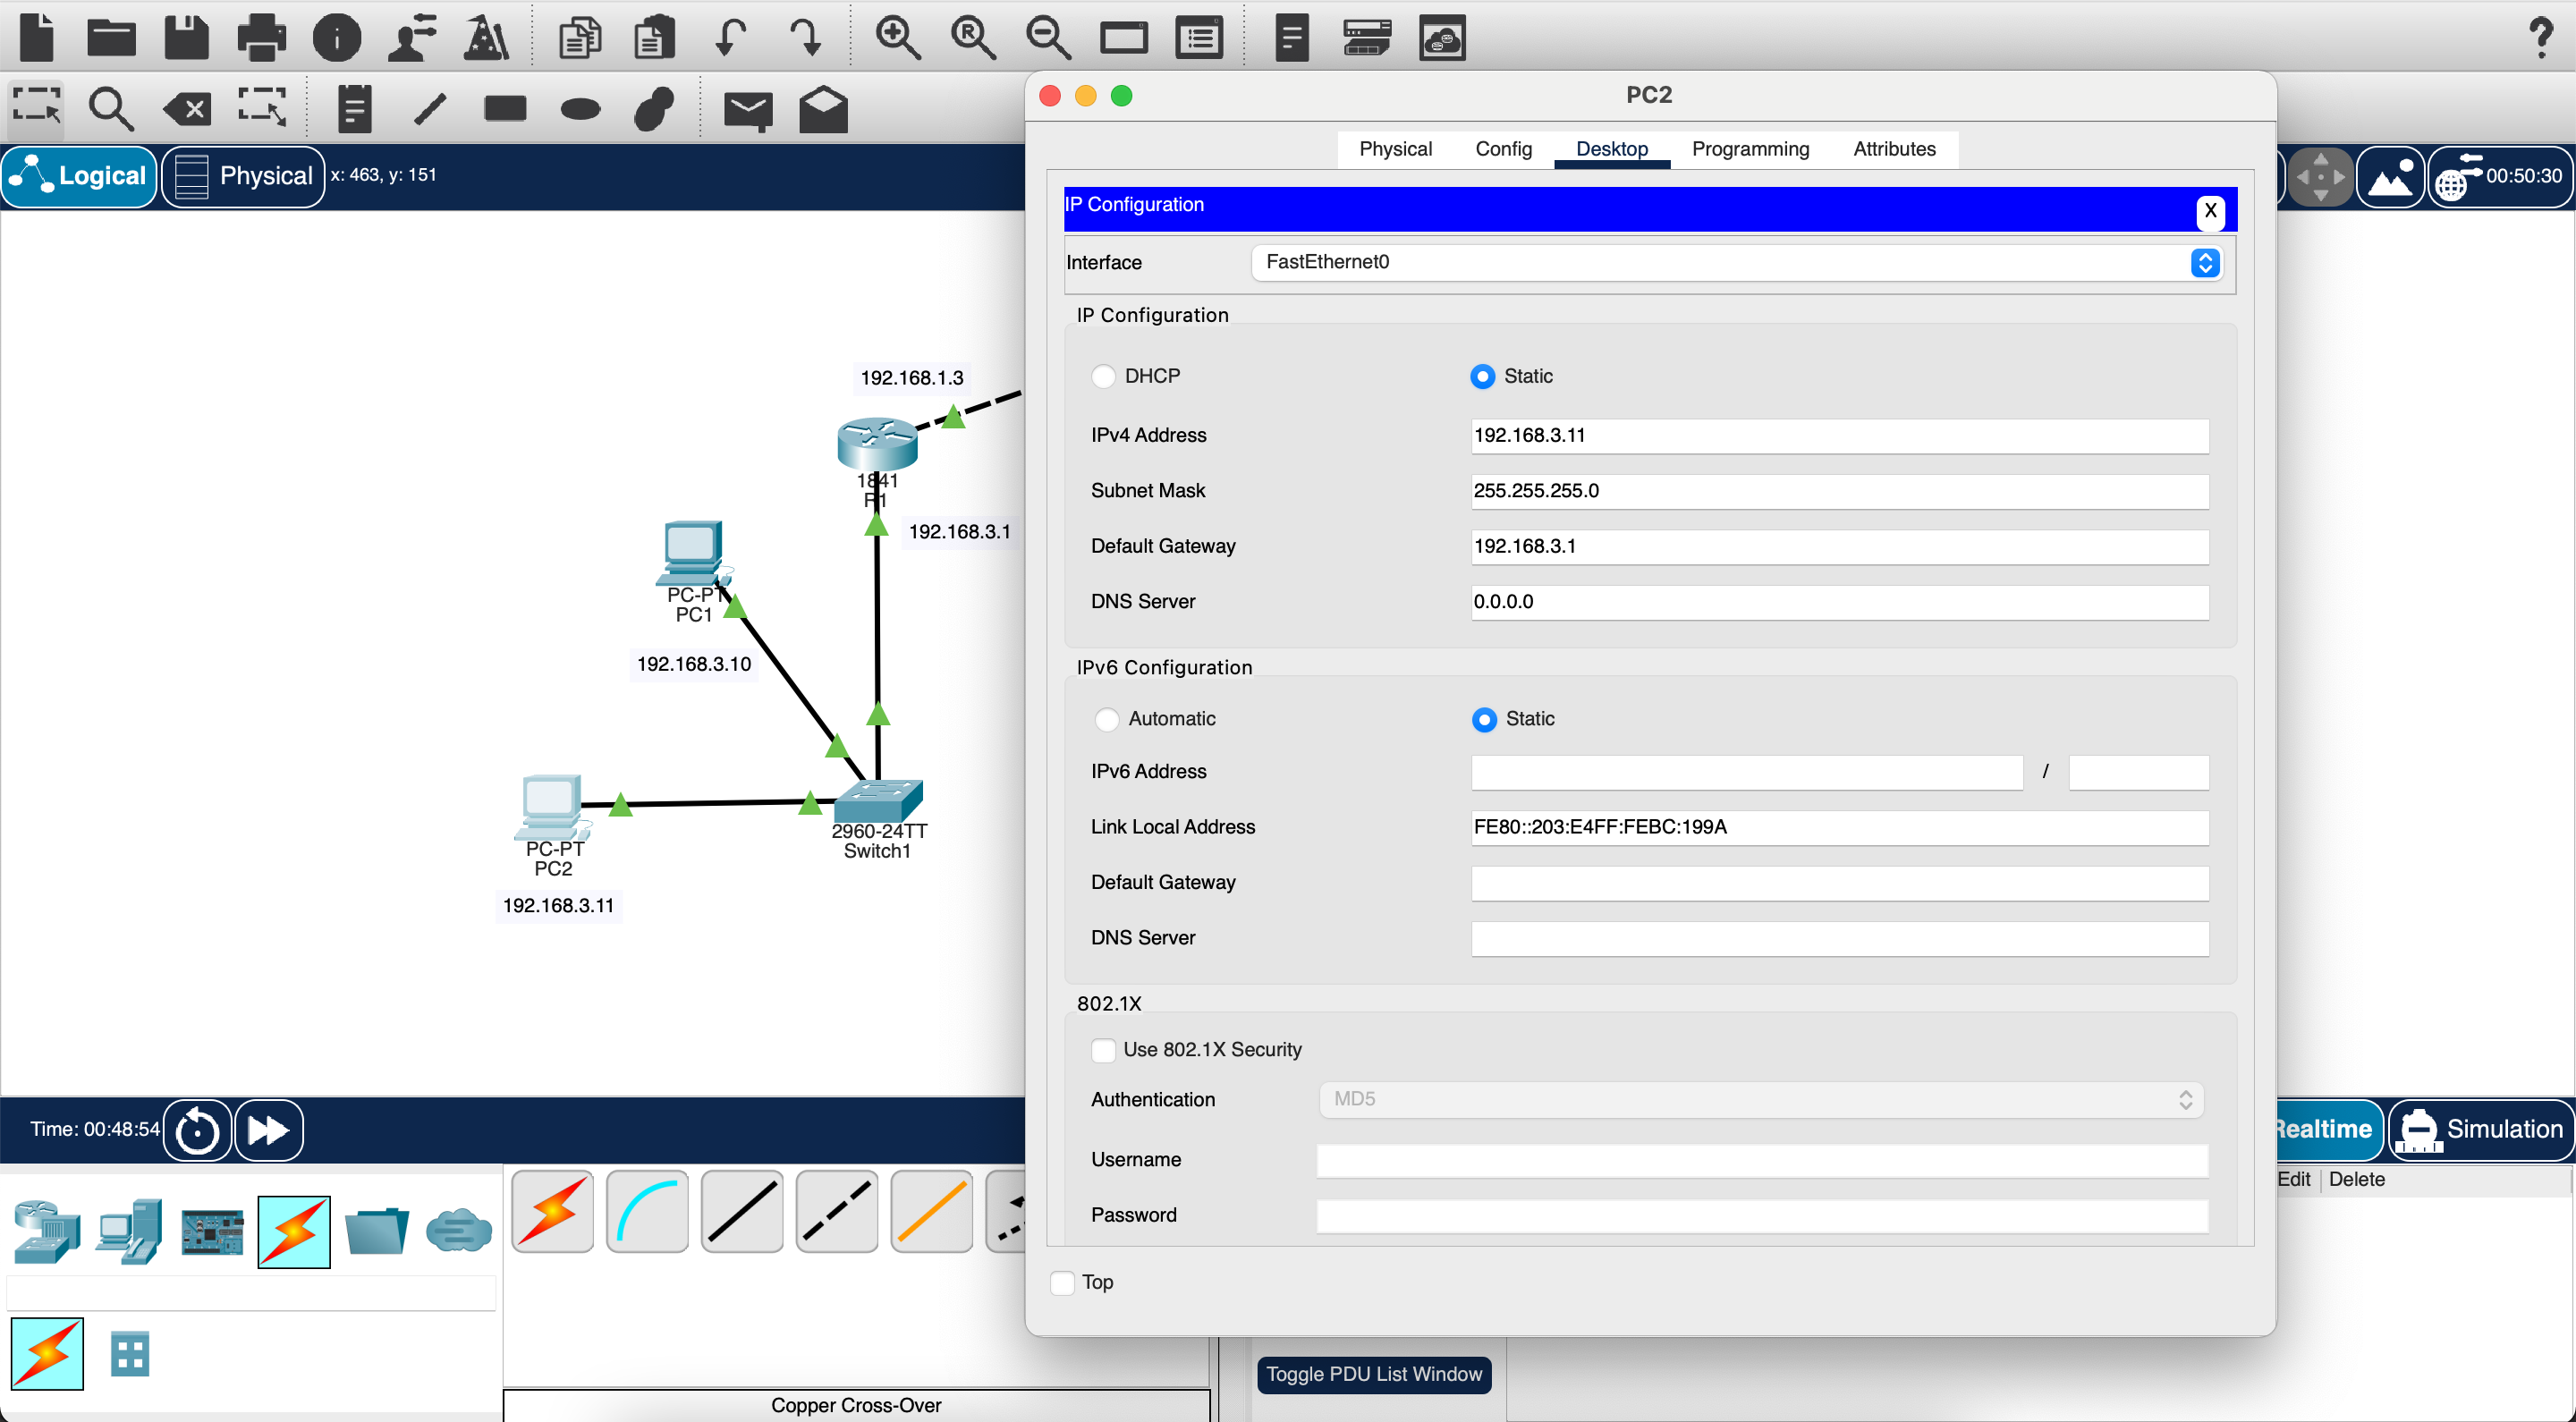 PC2
Physical
Config
Desktop
Programming
Attributes
Logical
Physical
x: 463, y: 151
00:50:30
IP Configuration
X
Interface
FastEthernet0
IP Configuration
DHCP
Static
IPv4 Address
192.168.3.11
Subnet Mask
255.255.255.0
Default Gateway
192.168.3.1
DNS Server
0.0.0.0
IPv6 Configuration
Automatic
Static
IPv6 Address
/
Link Local Address
FE80::203:E4FF:FEBC:199A
Default Gateway
DNS Server
802.1X
Use 802.1X Security
Authentication
MD5
Username
Password
Top
192.168.1.3
1841
R1
192.168.3.1
PC-PT
PC1
192.168.3.10
2960-24TT
Switch1
PC-PT
PC2
192.168.3.11
Time: 00:48:54
Realtime
Simulation
Edit
Delete
Toggle PDU List Window
Copper Cross-Over